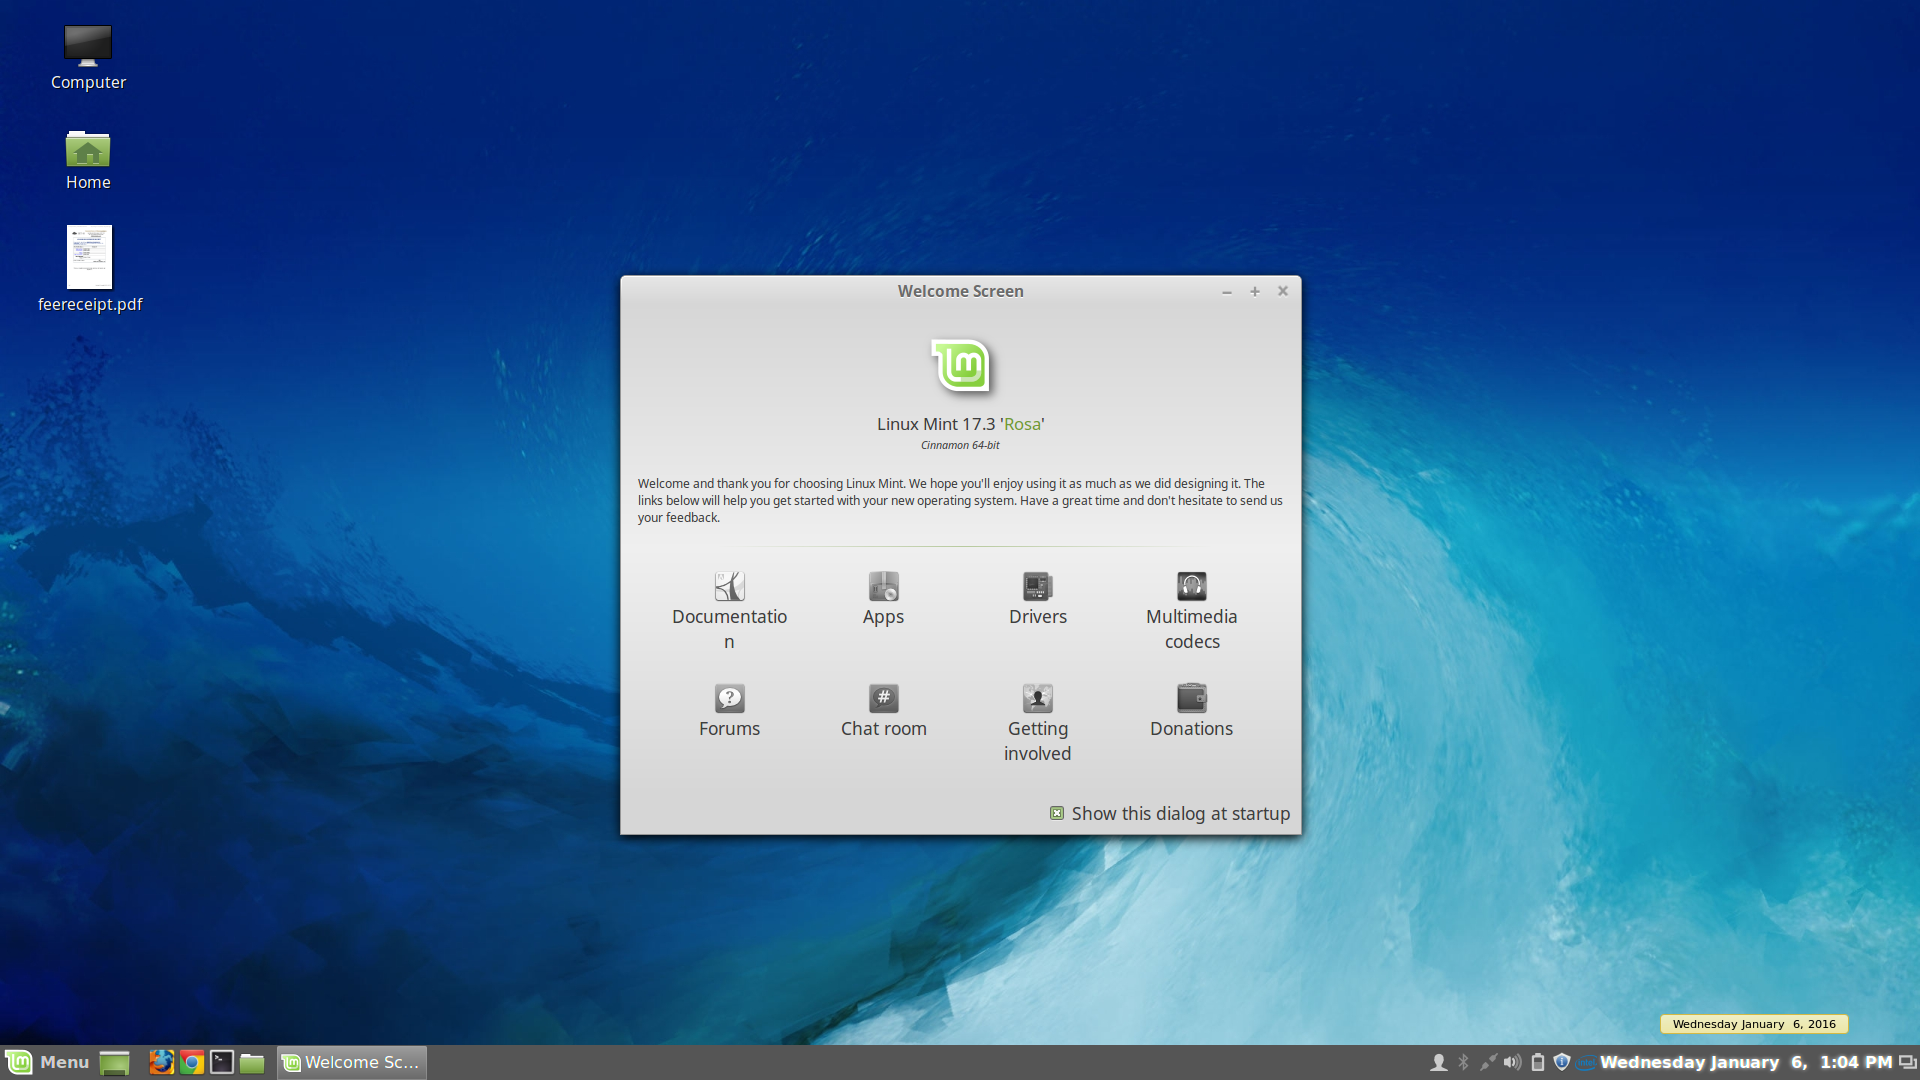 Computer
Home
feereceipt.pdf
Welcome Screen
Linux Mint 17.3 'Rosa'
Cinnamon 64-bit
Welcome and thank you for choosing Linux Mint. We hope you'll enjoy using it as much as we did designing it. The
links below will help you get started with your new operating system. Have a great time and don't hesitate to send us
your feedback.
Documentatio
n
Apps
Drivers
Multimedia
codecs
Forums
Chat room
Getting
involved
Donations
Show this dialog at startup
Wednesday January  6, 2016
Menu
Welcome Sc...
Wednesday January  6,  1:04 PM